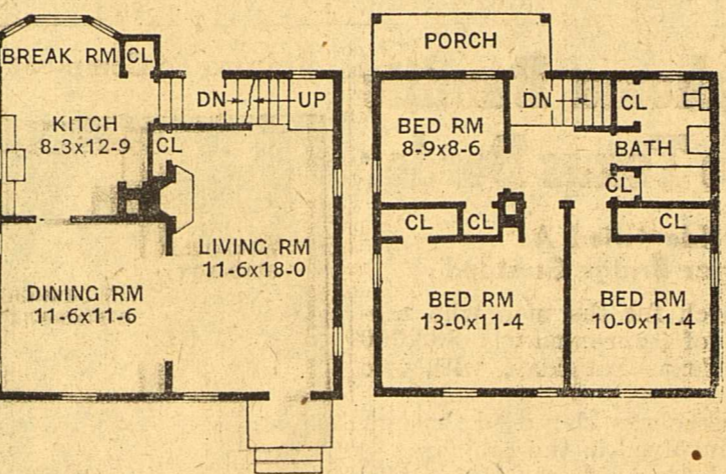 BREAK RM
CL
DN
UP
KITCH
8-3x12-9
CL
LIVING RM
11-6x18-0
DINING RM
11-6x11-6
PORCH
DN
CL
BED RM
8-9x8-6
BATH
CL
CL
CL
CL
BED RM
13-0x11-4
BED RM
10-0x11-4